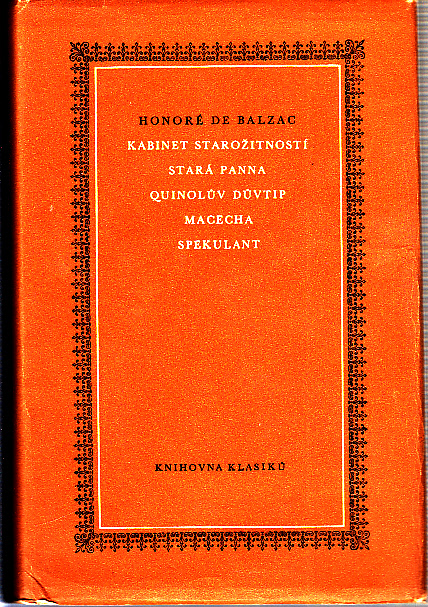 HONORÉ DE BALZAC
KABINET STAROŽITNOSTÍ
STARÁ PANNA
QUINOLŮV DŮVTIP
MACECHA
SPEKULANT
KNIHOVNA KLASIKŮ